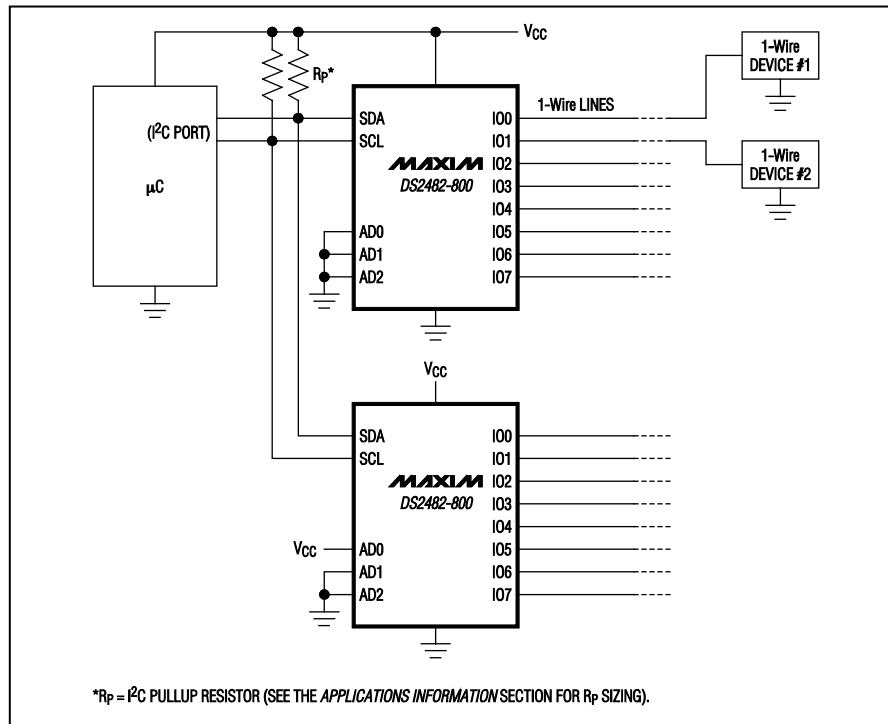 VCC
RP*
(I²C PORT)
µC
SDA
SCL
AD0
AD1
AD2
MAXIM
DS2482-800
1-Wire LINES
IO0
IO1
IO2
IO3
IO4
IO5
IO6
IO7
1-Wire
DEVICE #1
1-Wire
DEVICE #2
VCC
SDA
SCL
VCC
AD0
AD1
AD2
MAXIM
DS2482-800
IO0
IO1
IO2
IO3
IO4
IO5
IO6
IO7
*RP = I²C PULLUP RESISTOR (SEE THE APPLICATIONS INFORMATION SECTION FOR RP SIZING).